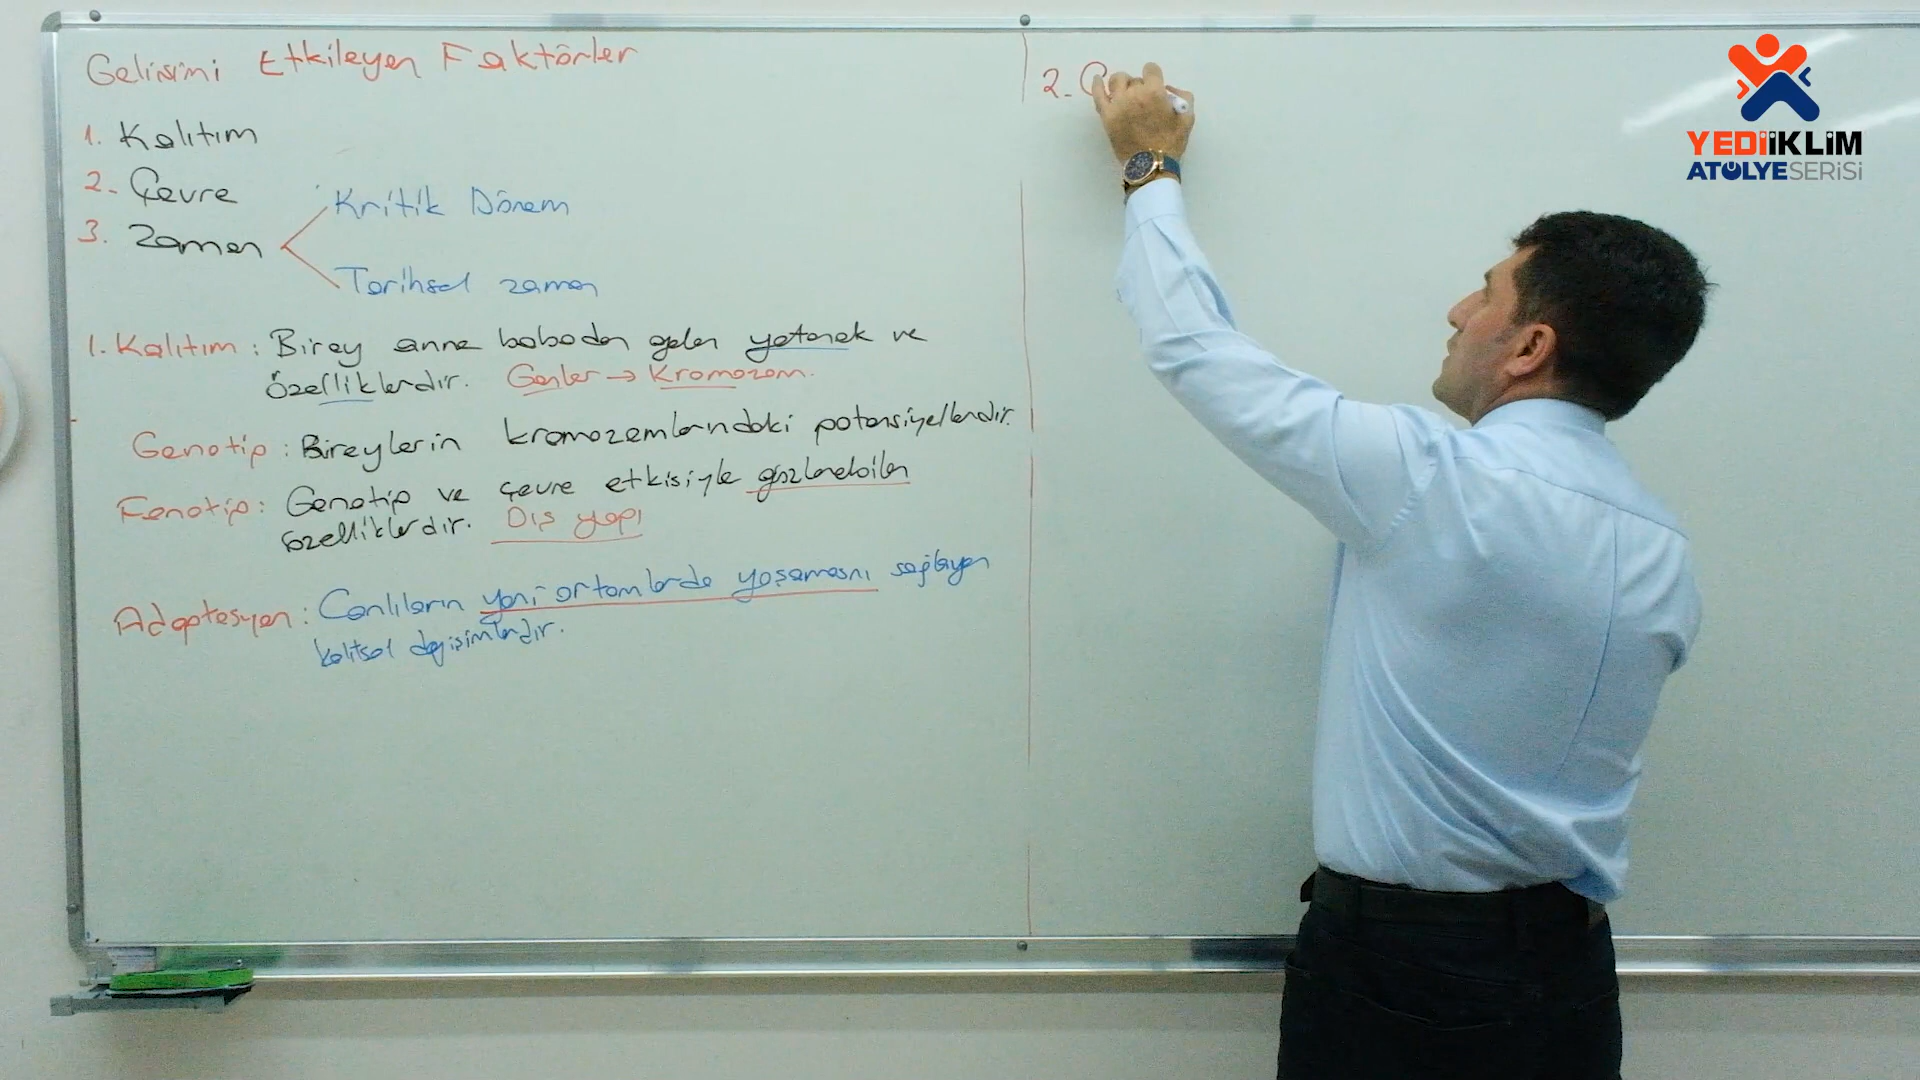 Gelişimi Etkileyen Faktörler
1. Kalıtım
2. Çevre
3. Zaman
Kritik Dönem
Tarihsel zaman
1. Kalıtım : Birey anne babadan gelen yetenek ve
özelliklerdir. Genler → Kromozom.
Genotip : Bireylerin kromozomlarındaki potansiyellerdir.
Fenotip : Genotip ve çevre etkisiyle gözlenebilen
özelliklerdir. Dış yapı
Adaptasyon : Canlıların yeni ortamlarda yaşamasını sağlayan
kalıtsal değişimlerdir.
2.
YEDİİKLİM
ATÖLYESERİSİ